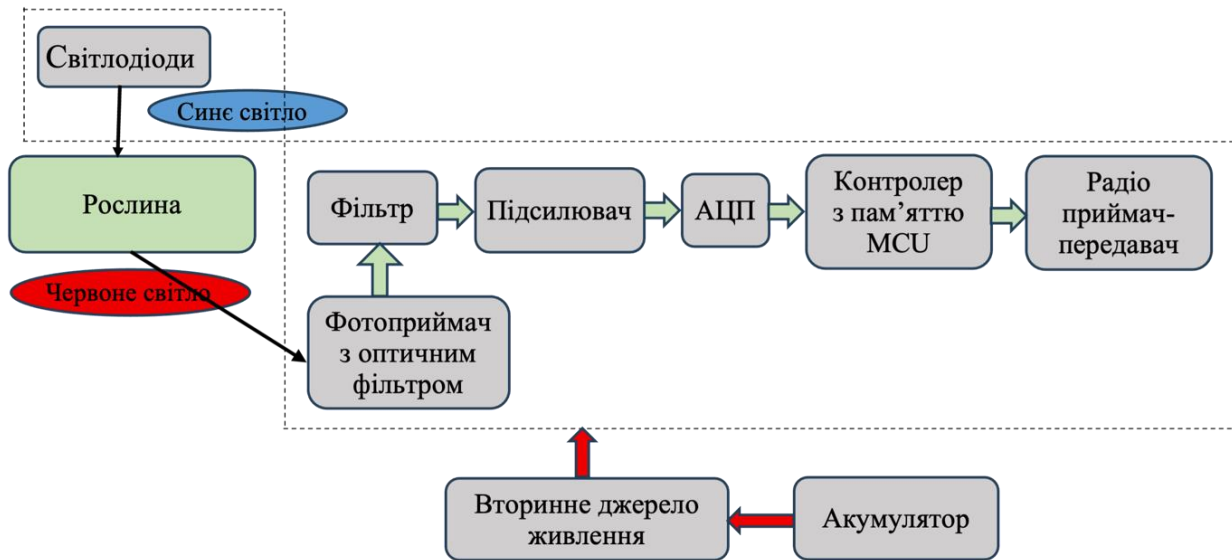 Світлодіоди
Синє світло
Рослина
Червоне світло
Фільтр
Підсилювач
АЦП
Контролер
з пам’яттю
MCU
Радіо
приймач-
передавач
Фотоприймач
з оптичним
фільтром
Вторинне джерело
живлення
Акумулятор